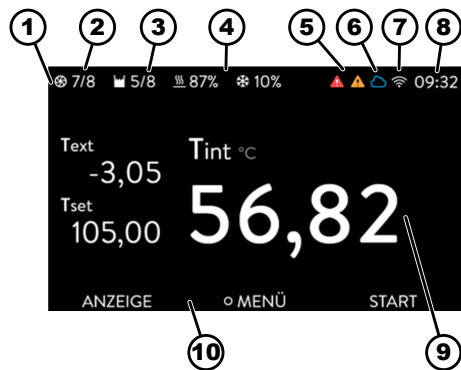 1 2 3 4 5 6 7 8
7/8 5/8 87% 10% 09:32
Text
-3,05
Tset
105,00
Tint °C
56,82
ANZEIGE MENÜ START
10 9